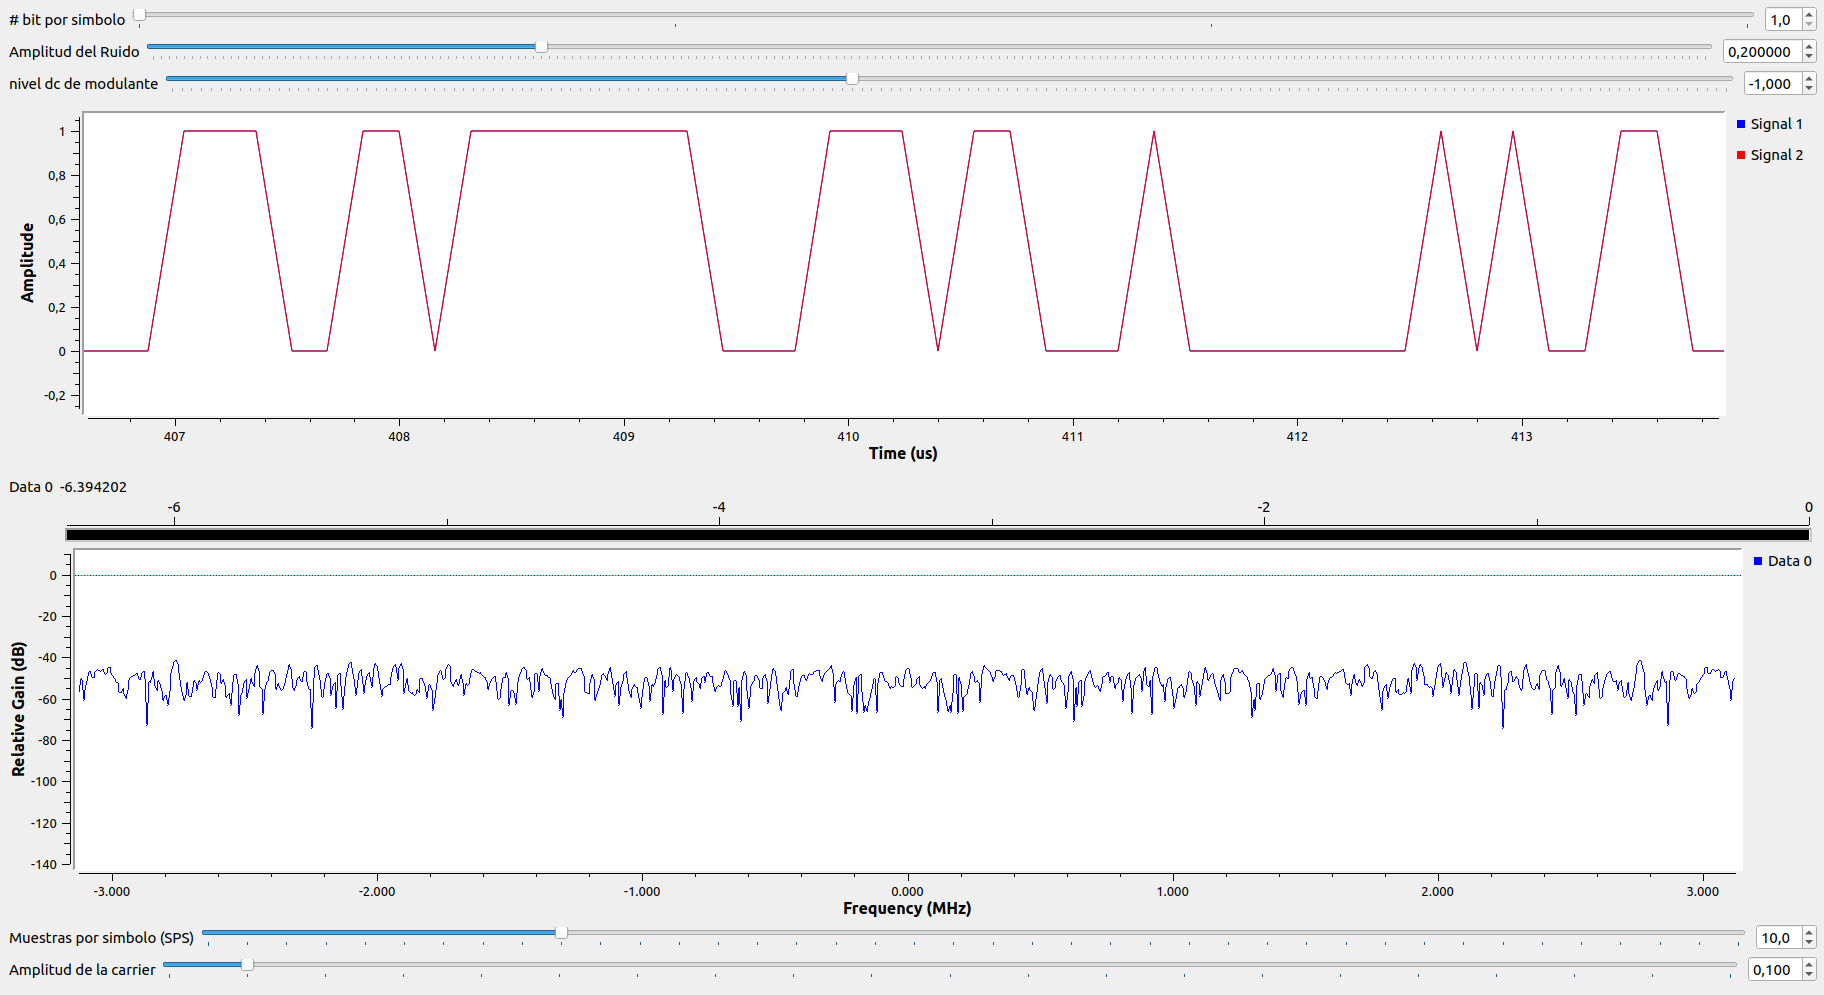 # bit por simbolo 1,0
Amplitud del Ruido 0,200000
nivel dc de modulante -1,000
Signal 1
Signal 2
Amplitude
1
0,8
0,6
0,4
0,2
0
-0,2
407 408 409 410 411 412 413
Time (us)
Data 0 -6.394202
-6 -4 -2 0
Data 0
Relative Gain (dB)
0
-20
-40
-60
-80
-100
-120
-140
-3.000 -2.000 -1.000 0.000 1.000 2.000 3.000
Frequency (MHz)
Muestras por simbolo (SPS) 10,0
Amplitud de la carrier 0,100